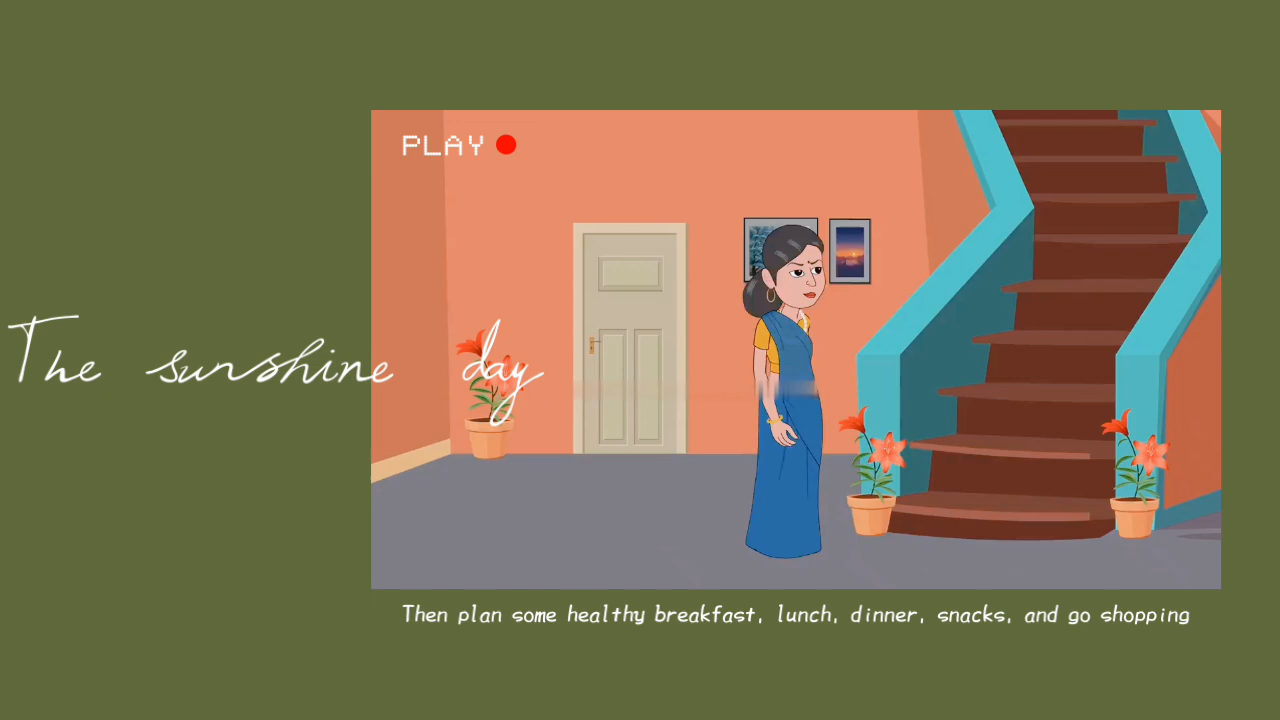 PLAY
The sunshine day
Then plan some healthy breakfast, lunch, dinner, snacks, and go shopping